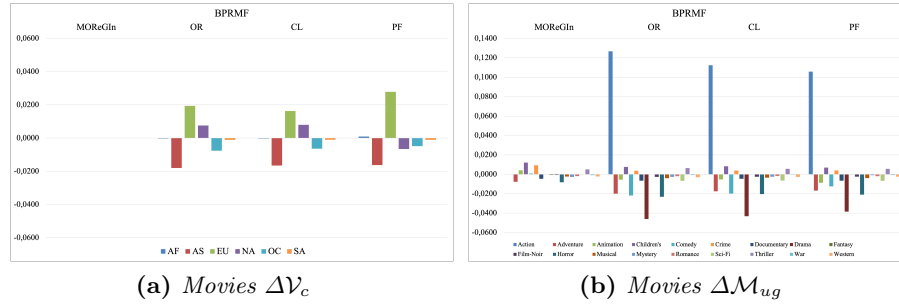 BPRMF
MOReGIn OR CL PF
0,0600
0,0400
0,0200
0,0000
-0,0200
-0,0400
-0,0600
AF AS EU NA OC SA
(a) Movies ΔV_c
BPRMF
MOReGIn OR CL PF
0,1400
0,1200
0,1000
0,0800
0,0600
0,0400
0,0200
0,0000
-0,0200
-0,0400
-0,0600
Action Adventure Animation Children's Comedy Crime Documentary Drama Fantasy
Film-Noir Horror Musical Mystery Romance Sci-Fi Thriller War Western
(b) Movies ΔM_ug